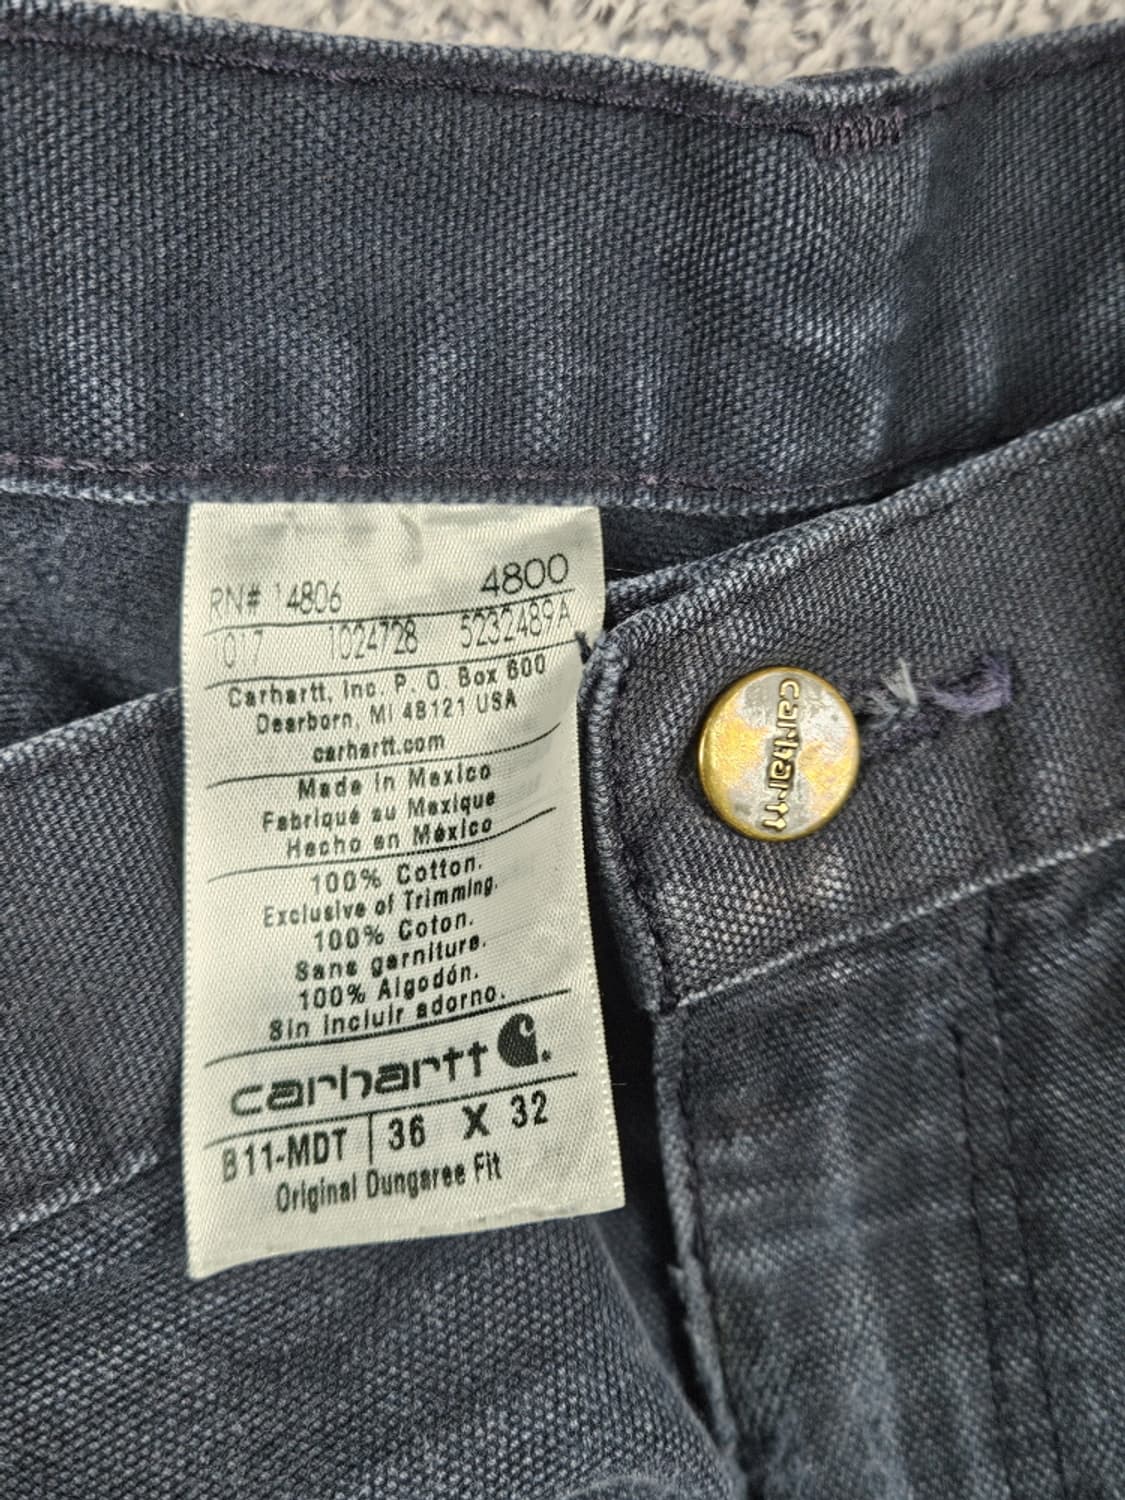 4800
RN# 14806
1017 1024728 5232489A
Carhartt, Inc. P. O. Box 600
Dearborn, MI 48121 USA
carhartt.com
Made in Mexico
Fabriqué au Mexique
Hecho en México
100% Cotton.
Exclusive of Trimming.
100% Coton.
Sans garniture.
100% Algodón.
Sin incluir adorno.
carhartt
B11-MDT 36 X 32
Original Dungaree Fit
carhartt